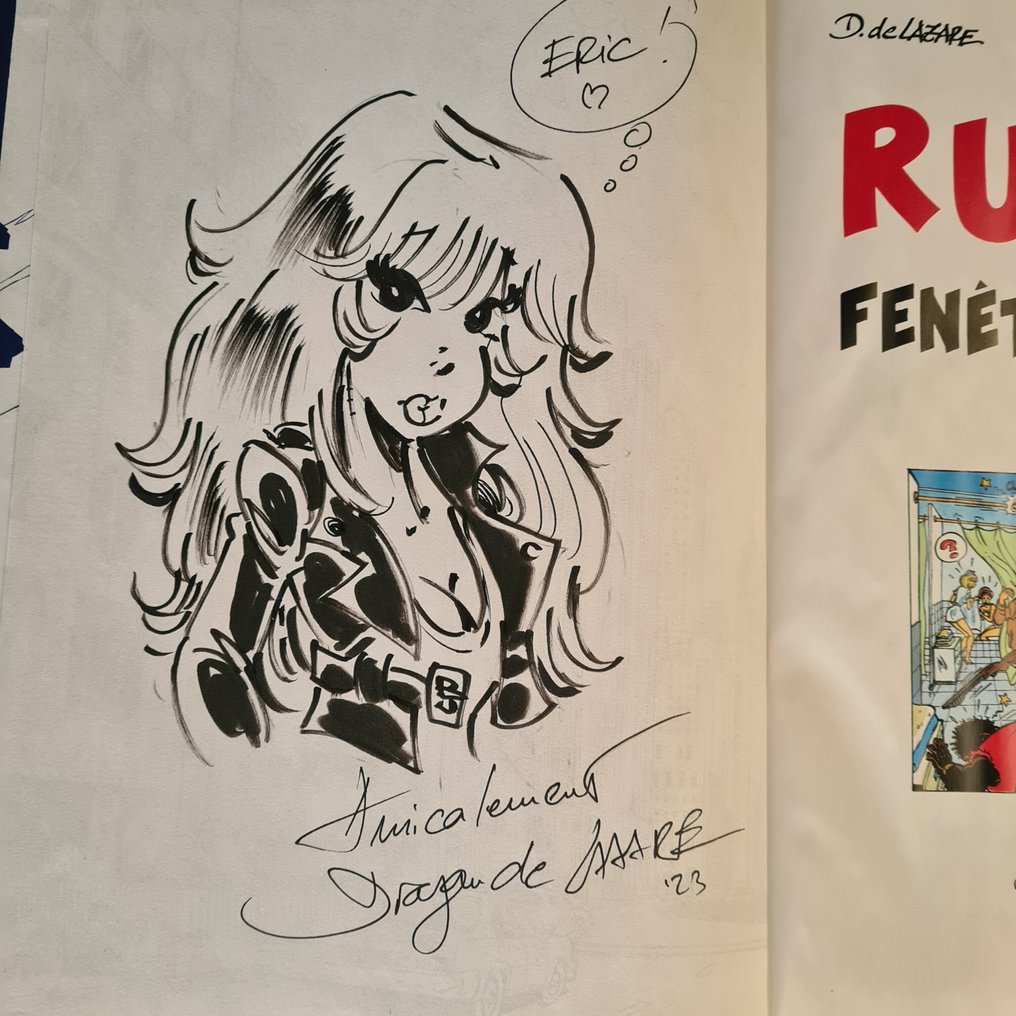 ERIC!
Amicalement
Dragan de LAZARE
'23
D. de LAZARE
RU
FENÊT